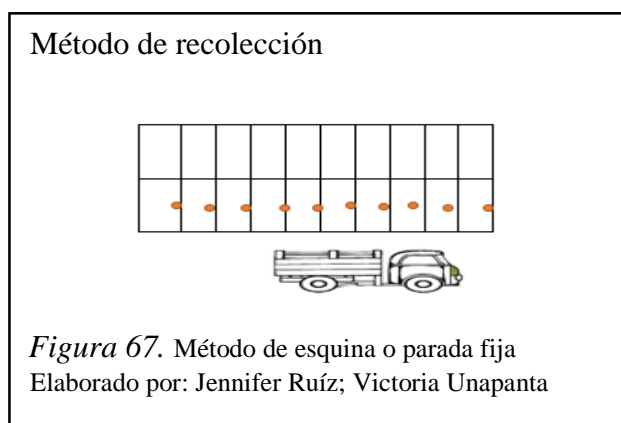 Método de recolección
Figura 67. Método de esquina o parada fija
Elaborado por: Jennifer Ruíz; Victoria Unapanta